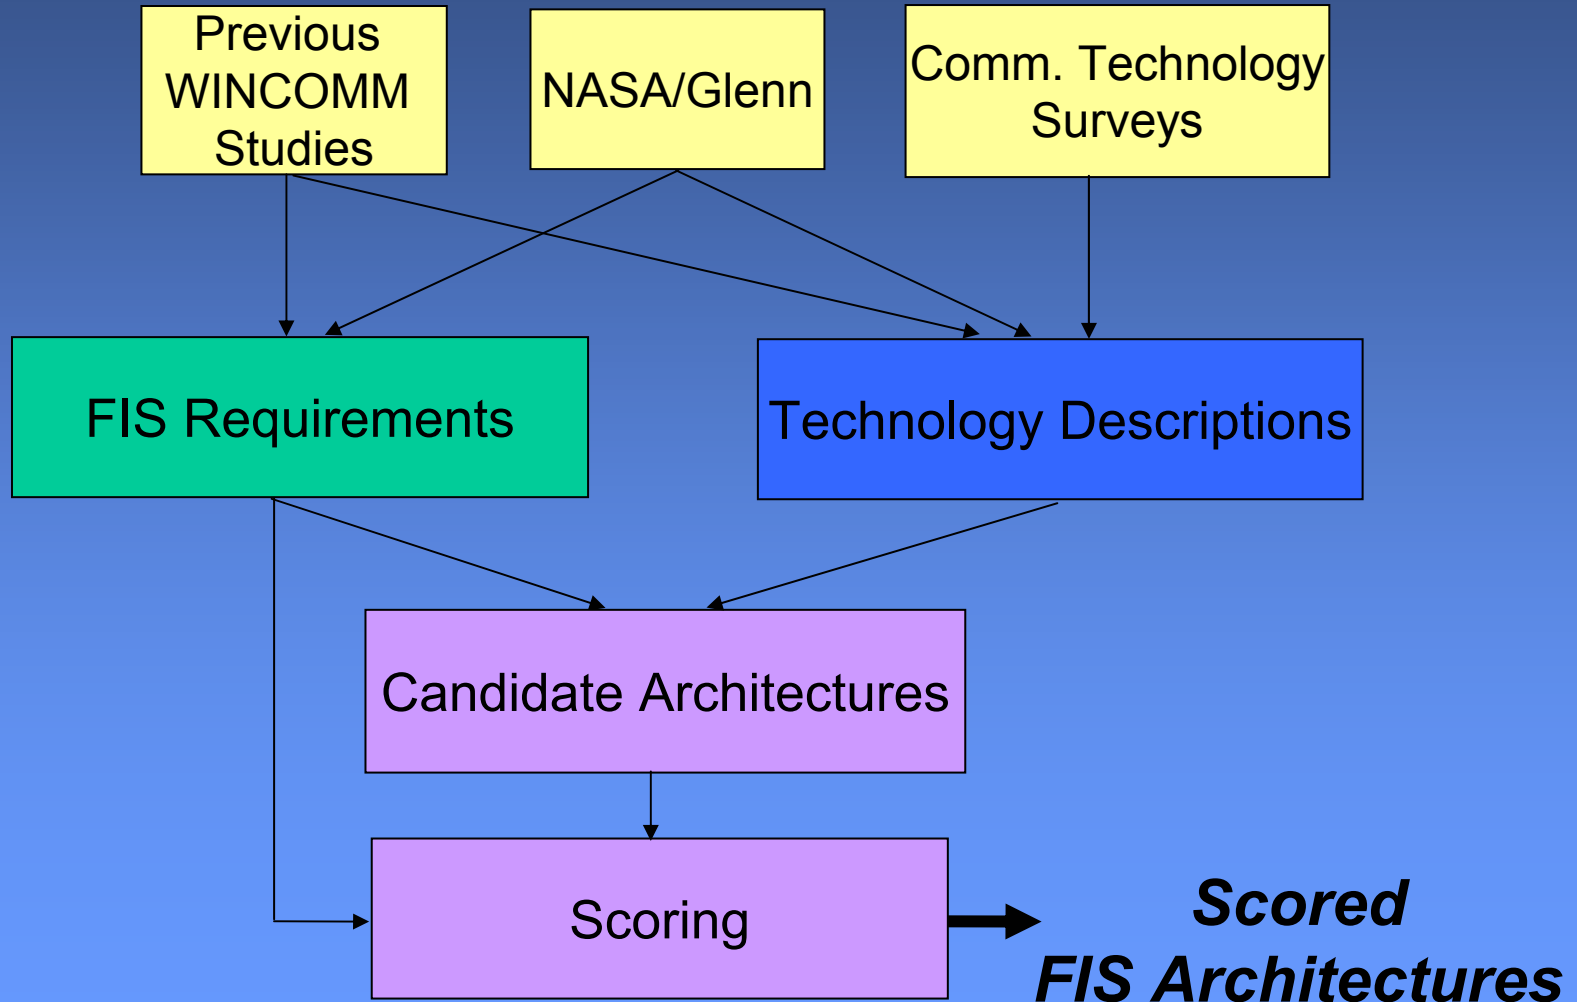 Previous
WINCOMM
Studies
NASA/Glenn
Comm. Technology
Surveys
FIS Requirements
Technology Descriptions
Candidate Architectures
Scoring
Scored
FIS Architectures